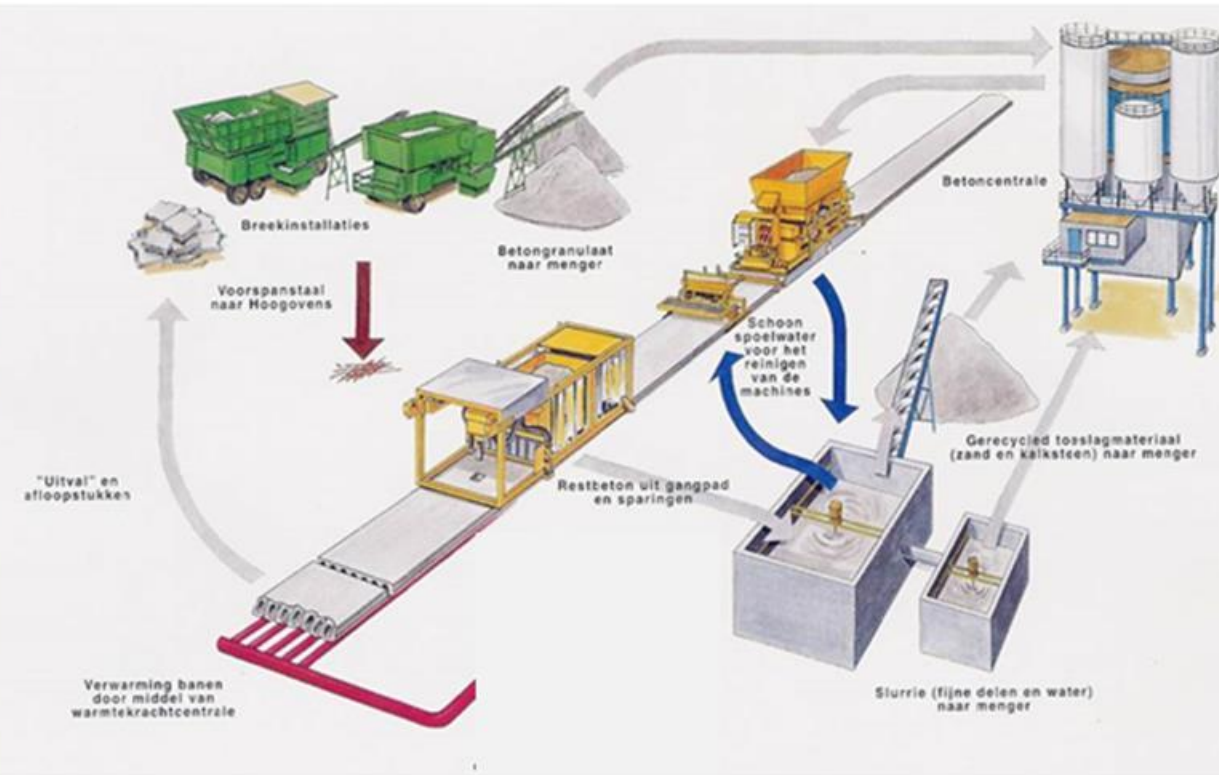 Breekinstallaties
Betongranulaat
naar menger
Betoncentrale
Voorspanstaal
naar Hoogovens
Schoon
spoelwater
voor het
reinigen
van de
machines
Gerecycled toeslagmateriaal
(zand en kalksteen) naar menger
"Uitval" en
afloopstukken
Restbeton uit gangpad
en sparingen
Verwarming banen
door middel van
warmtekrachtcentrale
Slurrie (fijne delen en water)
naar menger